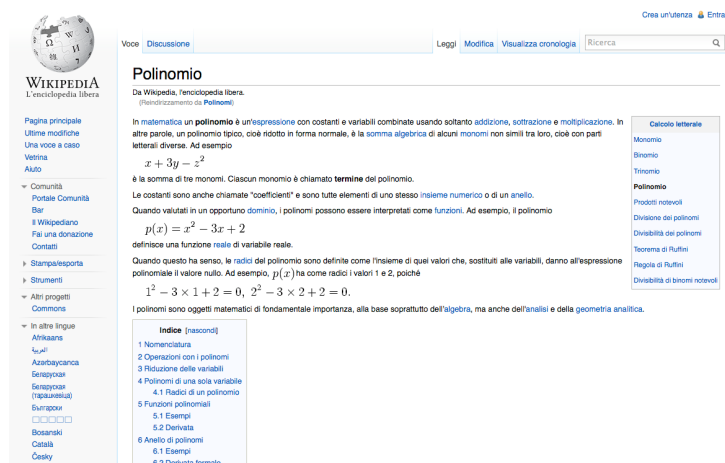 Crea un'utenza Entra
WIKIPEDIA
L'enciclopedia libera
Voce Discussione Leggi Modifica Visualizza cronologia Ricerca
Pagina principale
Ultime modifiche
Una voce a caso
Vetrina
Aiuto
Comunità
Portale Comunità
Bar
Il Wikipediano
Fai una donazione
Contatti
Stampa/esporta
Strumenti
Altri progetti
Commons
In altre lingue
Afrikaans
العربية
Azərbaycanca
Беларуская
Беларуская
(тарашкевіца)
Български
Bosanski
Català
Česky
Polinomio
Da Wikipedia, l'enciclopedia libera.
(Reindirizzamento da Polinomi)
In matematica un polinomio è un'espressione con costanti e variabili combinate usando soltanto addizione, sottrazione e moltiplicazione. In
altre parole, un polinomio tipico, cioè ridotto in forma normale, è la somma algebrica di alcuni monomi non simili tra loro, cioè con parti
letterali diverse. Ad esempio
x + 3y − z²
è la somma di tre monomi. Ciascun monomio è chiamato termine del polinomio.
Le costanti sono anche chiamate "coefficienti" e sono tutte elementi di uno stesso insieme numerico o di un anello.
Quando valutati in un opportuno dominio, i polinomi possono essere interpretati come funzioni. Ad esempio, il polinomio
p(x) = x² − 3x + 2
definisce una funzione reale di variabile reale.
Quando questo ha senso, le radici del polinomio sono definite come l'insieme di quei valori che, sostituiti alle variabili, danno all'espressione
polinomiale il valore nullo. Ad esempio, p(x) ha come radici i valori 1 e 2, poiché
1² − 3 × 1 + 2 = 0, 2² − 3 × 2 + 2 = 0.
I polinomi sono oggetti matematici di fondamentale importanza, alla base soprattutto dell'algebra, ma anche dell'analisi e della geometria analitica.
Calcolo letterale
Monomio
Binomio
Trinomio
Polinomio
Prodotti notevoli
Divisione dei polinomi
Divisibilità dei polinomi
Teorema di Ruffini
Regola di Ruffini
Divisibilità di binomi notevoli
Indice [nascondi]
1 Nomenclatura
2 Operazioni con i polinomi
3 Riduzione delle variabili
4 Polinomi di una sola variabile
4.1 Radici di un polinomio
5 Funzioni polinomiali
5.1 Esempi
5.2 Derivata
6 Anello di polinomi
6.1 Esempi
6.2 Derivata formale